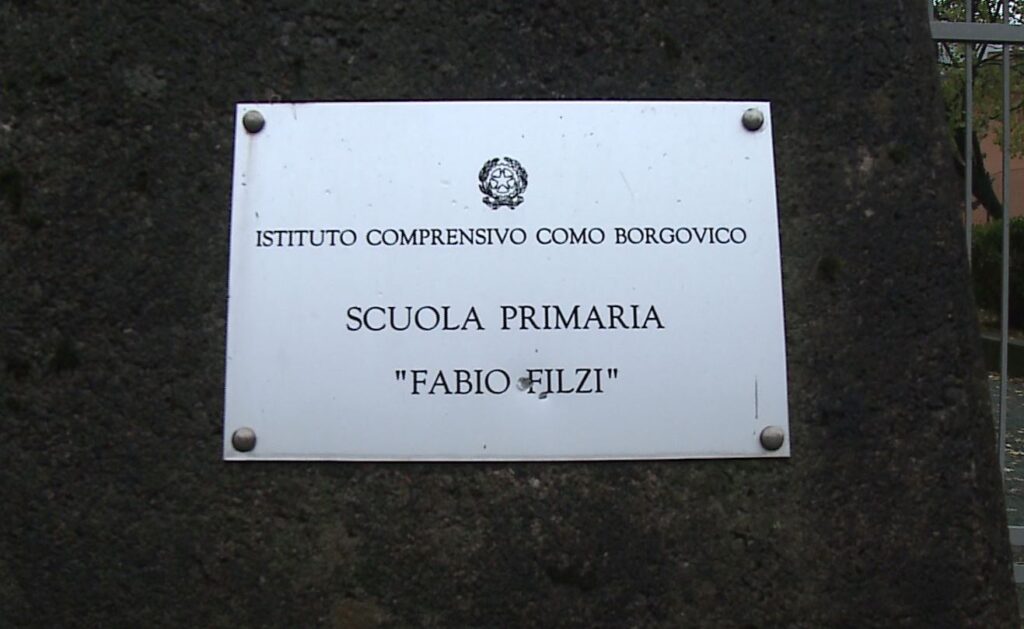 ISTITUTO COMPRENSIVO COMO BORGOVICO
SCUOLA PRIMARIA
"FABIO FILZI"